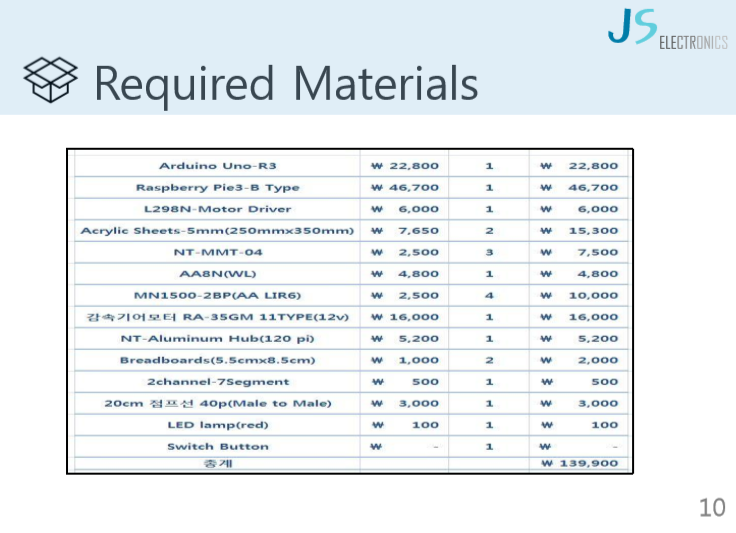 JS ELECTRONICS
Required Materials
Arduino Uno-R3 ₩ 22,800 1 ₩ 22,800
Raspberry Pie3-B Type ₩ 46,700 1 ₩ 46,700
L298N-Motor Driver ₩ 6,000 1 ₩ 6,000
Acrylic Sheets-5mm(250mmx350mm) ₩ 7,650 2 ₩ 15,300
NT-MMT-04 ₩ 2,500 3 ₩ 7,500
AA8N(WL) ₩ 4,800 1 ₩ 4,800
MN1500-2BP(AA LIR6) ₩ 2,500 4 ₩ 10,000
감속기어모터 RA-35GM 11TYPE(12v) ₩ 16,000 1 ₩ 16,000
NT-Aluminum Hub(120 pi) ₩ 5,200 1 ₩ 5,200
Breadboards(5.5cmx8.5cm) ₩ 1,000 2 ₩ 2,000
2channel-7Segment ₩ 500 1 ₩ 500
20cm 점프선 40p(Male to Male) ₩ 3,000 1 ₩ 3,000
LED lamp(red) ₩ 100 1 ₩ 100
Switch Button ₩ - 1 ₩ -
총계 ₩ 139,900
10